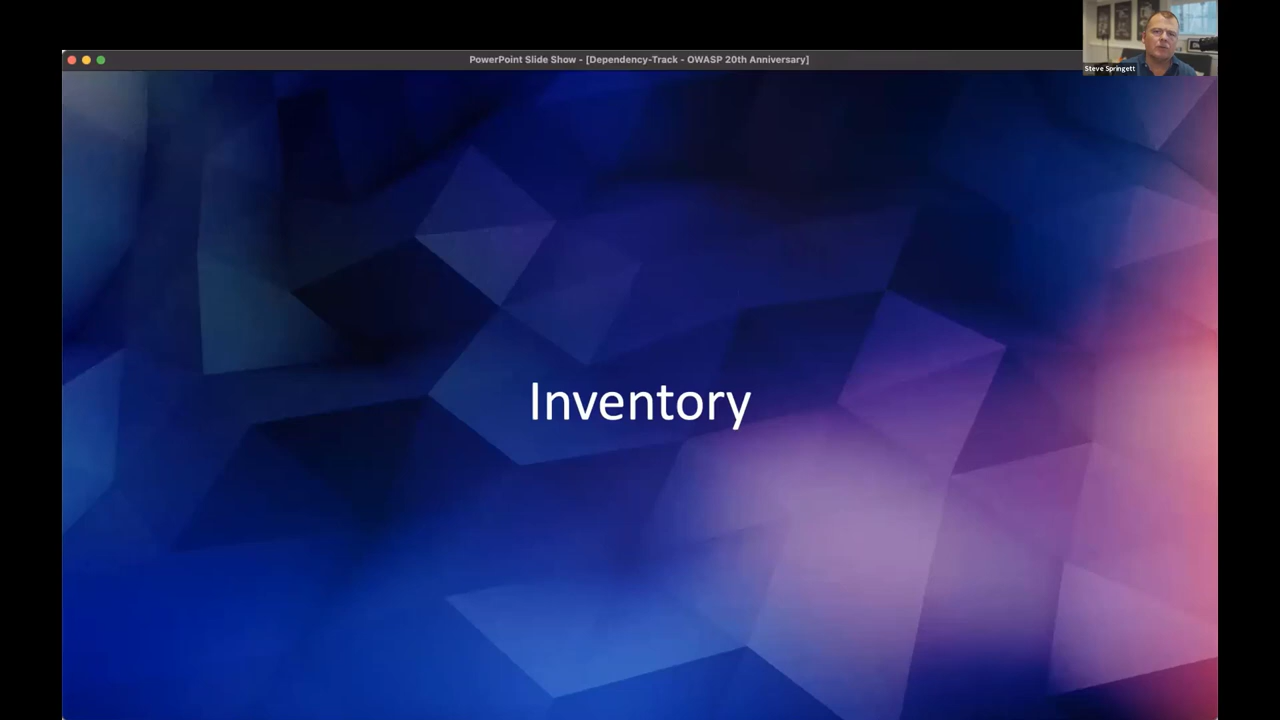 PowerPoint Slide Show - [Dependency-Track - OWASP 20th Anniversary]
Steve Springett
Inventory